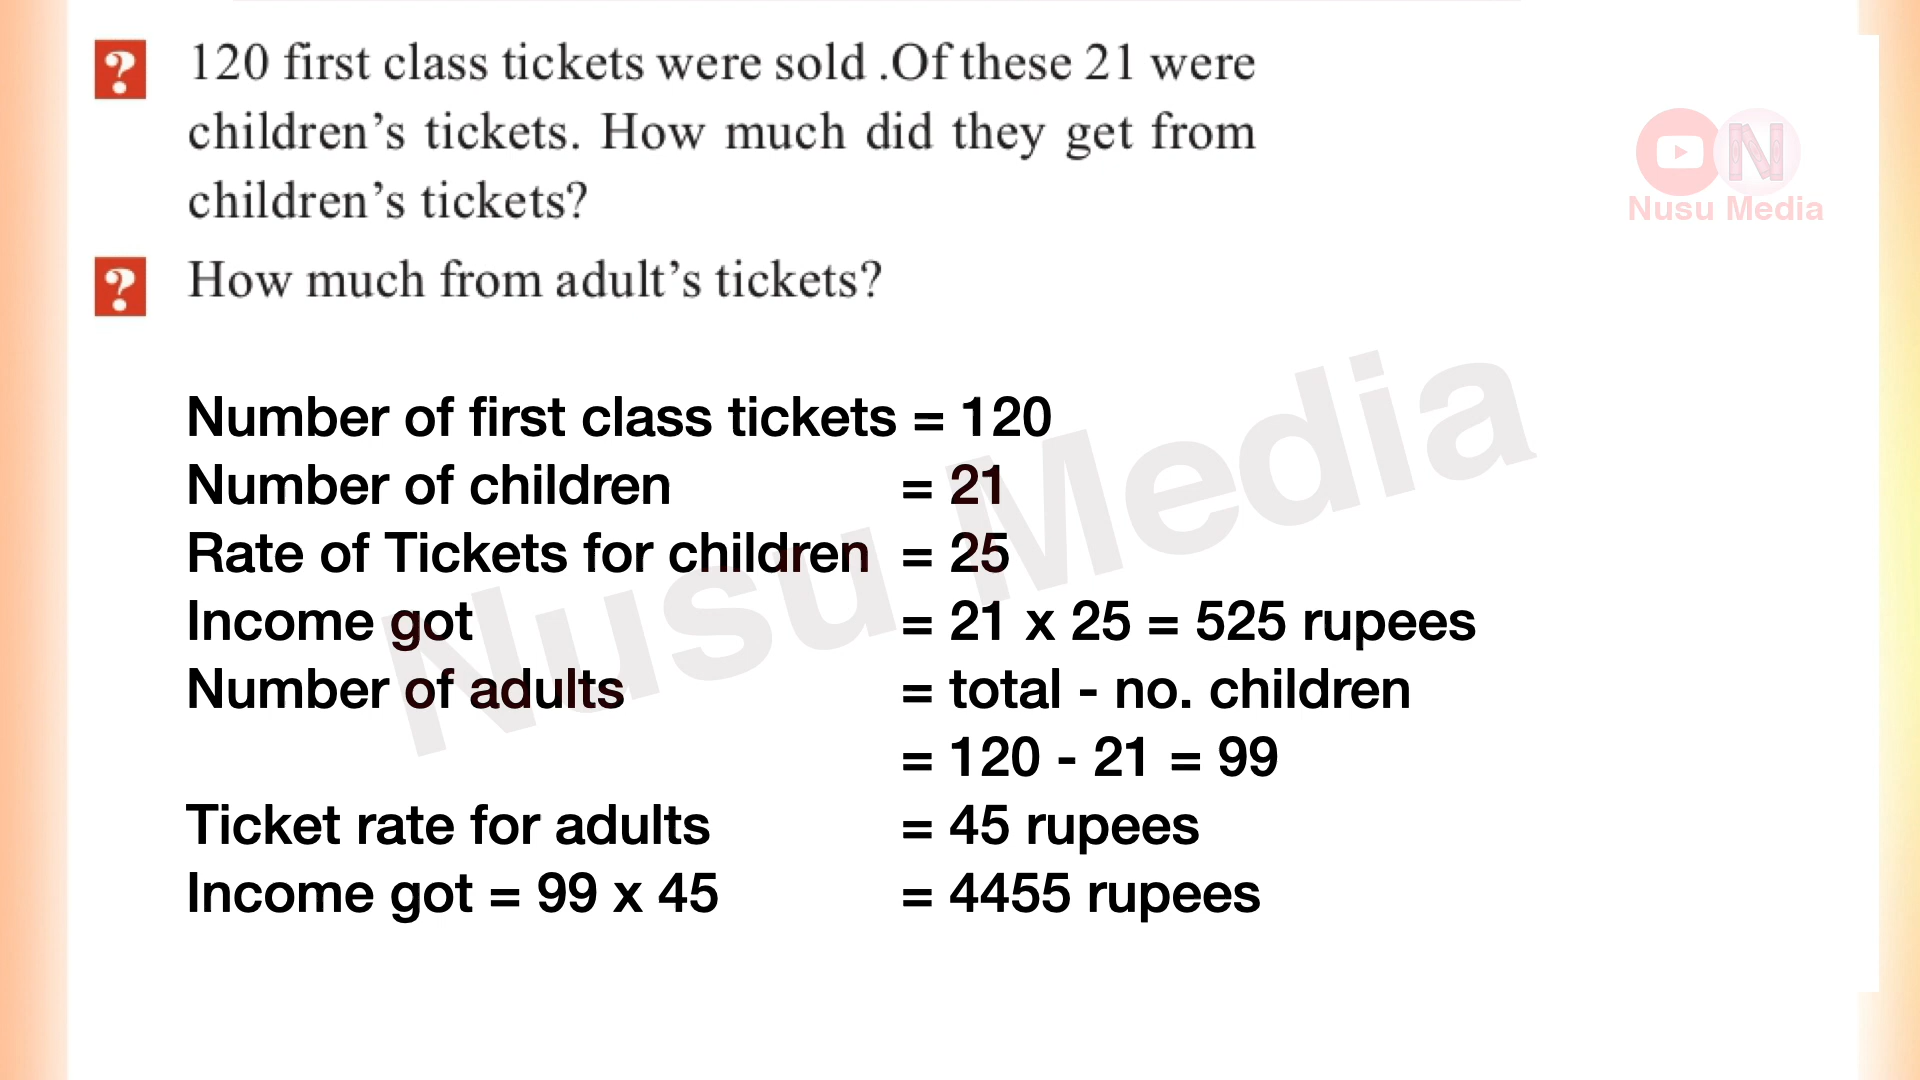 120 first class tickets were sold .Of these 21 were
children’s tickets. How much did they get from
children’s tickets?
How much from adult’s tickets?
Nusu Media
Number of first class tickets = 120
Number of children = 21
Rate of Tickets for children = 25
Income got = 21 x 25 = 525 rupees
Number of adults = total - no. children
= 120 - 21 = 99
Ticket rate for adults = 45 rupees
Income got = 99 x 45 = 4455 rupees
Nusu Media